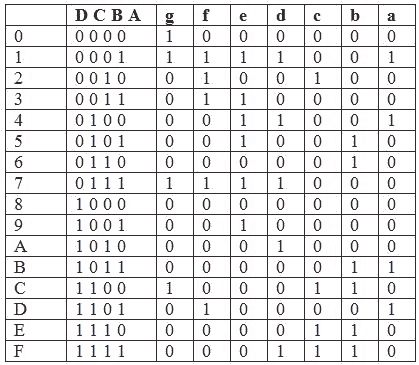 D C B A g f e d c b a
0 0 0 0 0 1 0 0 0 0 0 0
1 0 0 0 1 1 1 1 1 0 0 1
2 0 0 1 0 0 1 0 0 1 0 0
3 0 0 1 1 0 1 1 0 0 0 0
4 0 1 0 0 0 0 1 1 0 0 1
5 0 1 0 1 0 0 1 0 0 1 0
6 0 1 1 0 0 0 0 0 0 1 0
7 0 1 1 1 1 1 1 1 0 0 0
8 1 0 0 0 0 0 0 0 0 0 0
9 1 0 0 1 0 0 1 0 0 0 0
A 1 0 1 0 0 0 0 1 0 0 0
B 1 0 1 1 0 0 0 0 0 1 1
C 1 1 0 0 1 0 0 0 1 1 0
D 1 1 0 1 0 1 0 0 0 0 1
E 1 1 1 0 0 0 0 0 1 1 0
F 1 1 1 1 0 0 0 1 1 1 0